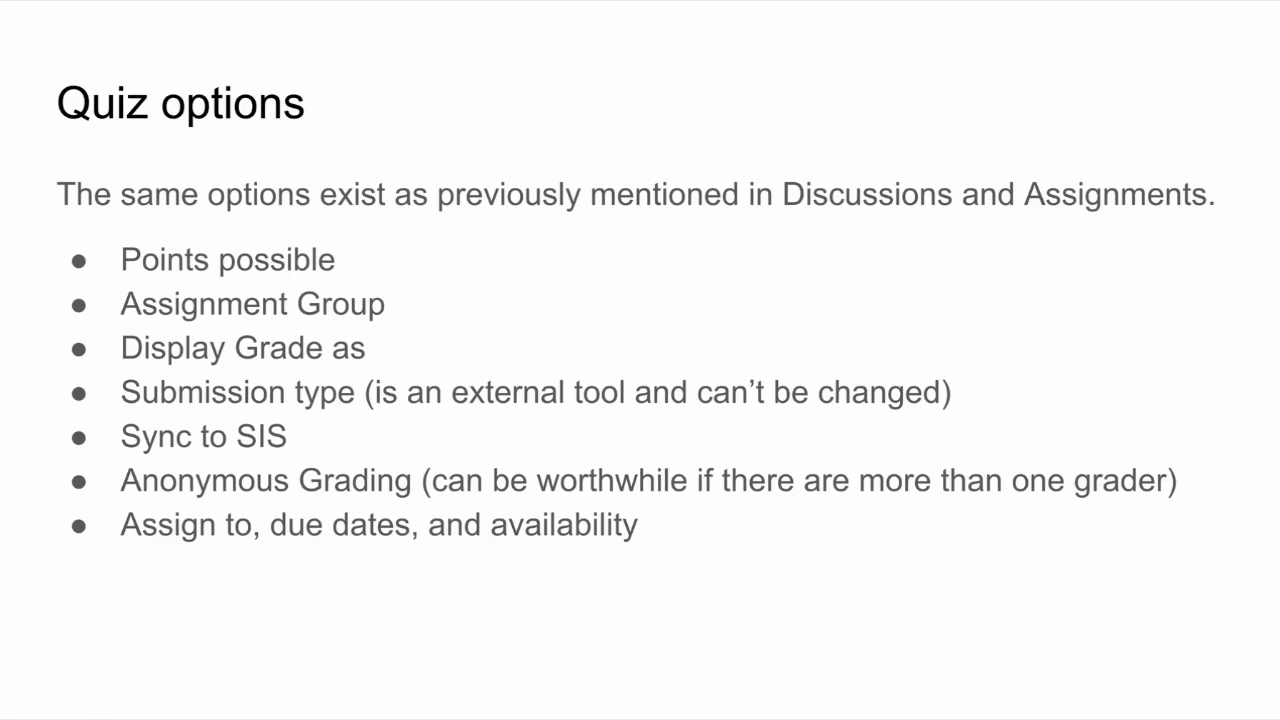 Quiz options
The same options exist as previously mentioned in Discussions and Assignments.
● Points possible
● Assignment Group
● Display Grade as
● Submission type (is an external tool and can’t be changed)
● Sync to SIS
● Anonymous Grading (can be worthwhile if there are more than one grader)
● Assign to, due dates, and availability